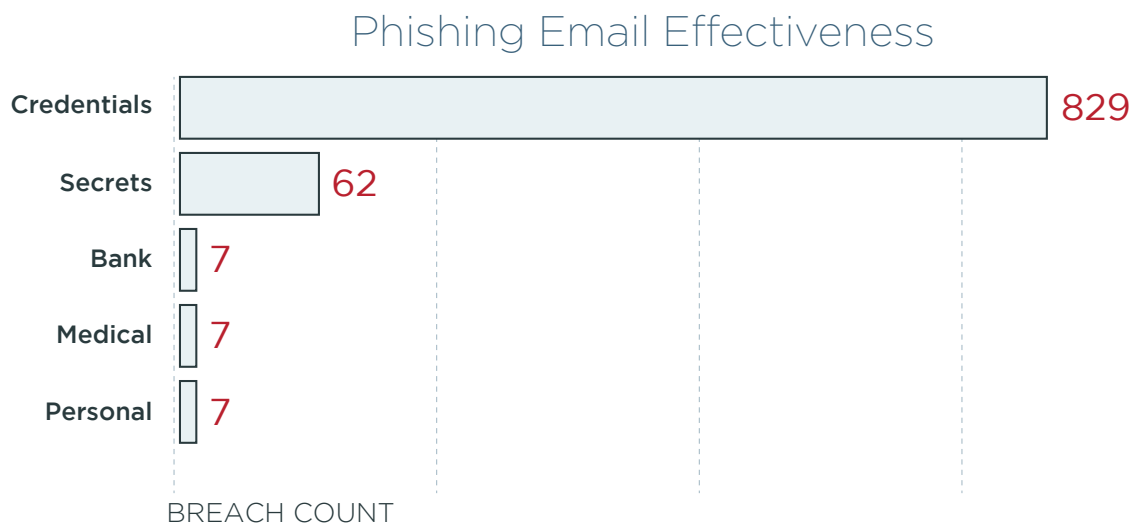 Phishing Email Effectiveness
Credentials 829
Secrets 62
Bank 7
Medical 7
Personal 7
BREACH COUNT